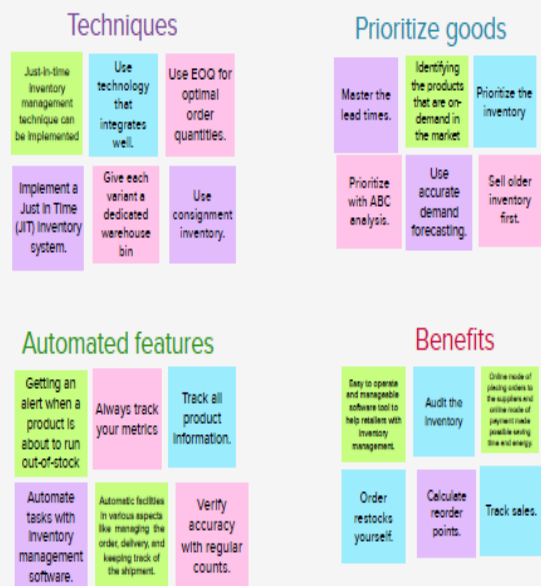 Techniques
Just-in-time
inventory
management
technique can
be implemented
Use
technology
that
integrates
well.
Use EOQ for
optimal
order
quantities.
Implement a
Just In Time
(JIT) inventory
system.
Give each
variant a
dedicated
warehouse
bin
Use
consignment
inventory.
Prioritize goods
Master the
lead times.
Identifying
the products
that are on-
demand in
the market
Prioritize the
inventory
Prioritize
with ABC
analysis.
Use
accurate
demand
forecasting.
Sell older
inventory
first.
Automated features
Getting an
alert when a
product is
about to run
out-of-stock
Always track
your metrics
Track all
product
information.
Automate
tasks with
inventory
management
software.
Automatic facilities
in various aspects
like managing the
order, delivery, and
keeping track of
the shipment.
Verify
accuracy
with regular
counts.
Benefits
Easy to operate
and manageable
software tool to
help retailers with
inventory
management.
Audit the
inventory
Online mode of
placing orders to
the suppliers and
online mode of
payment made
possible saving
time and energy.
Order
restocks
yourself.
Calculate
reorder
points.
Track sales.